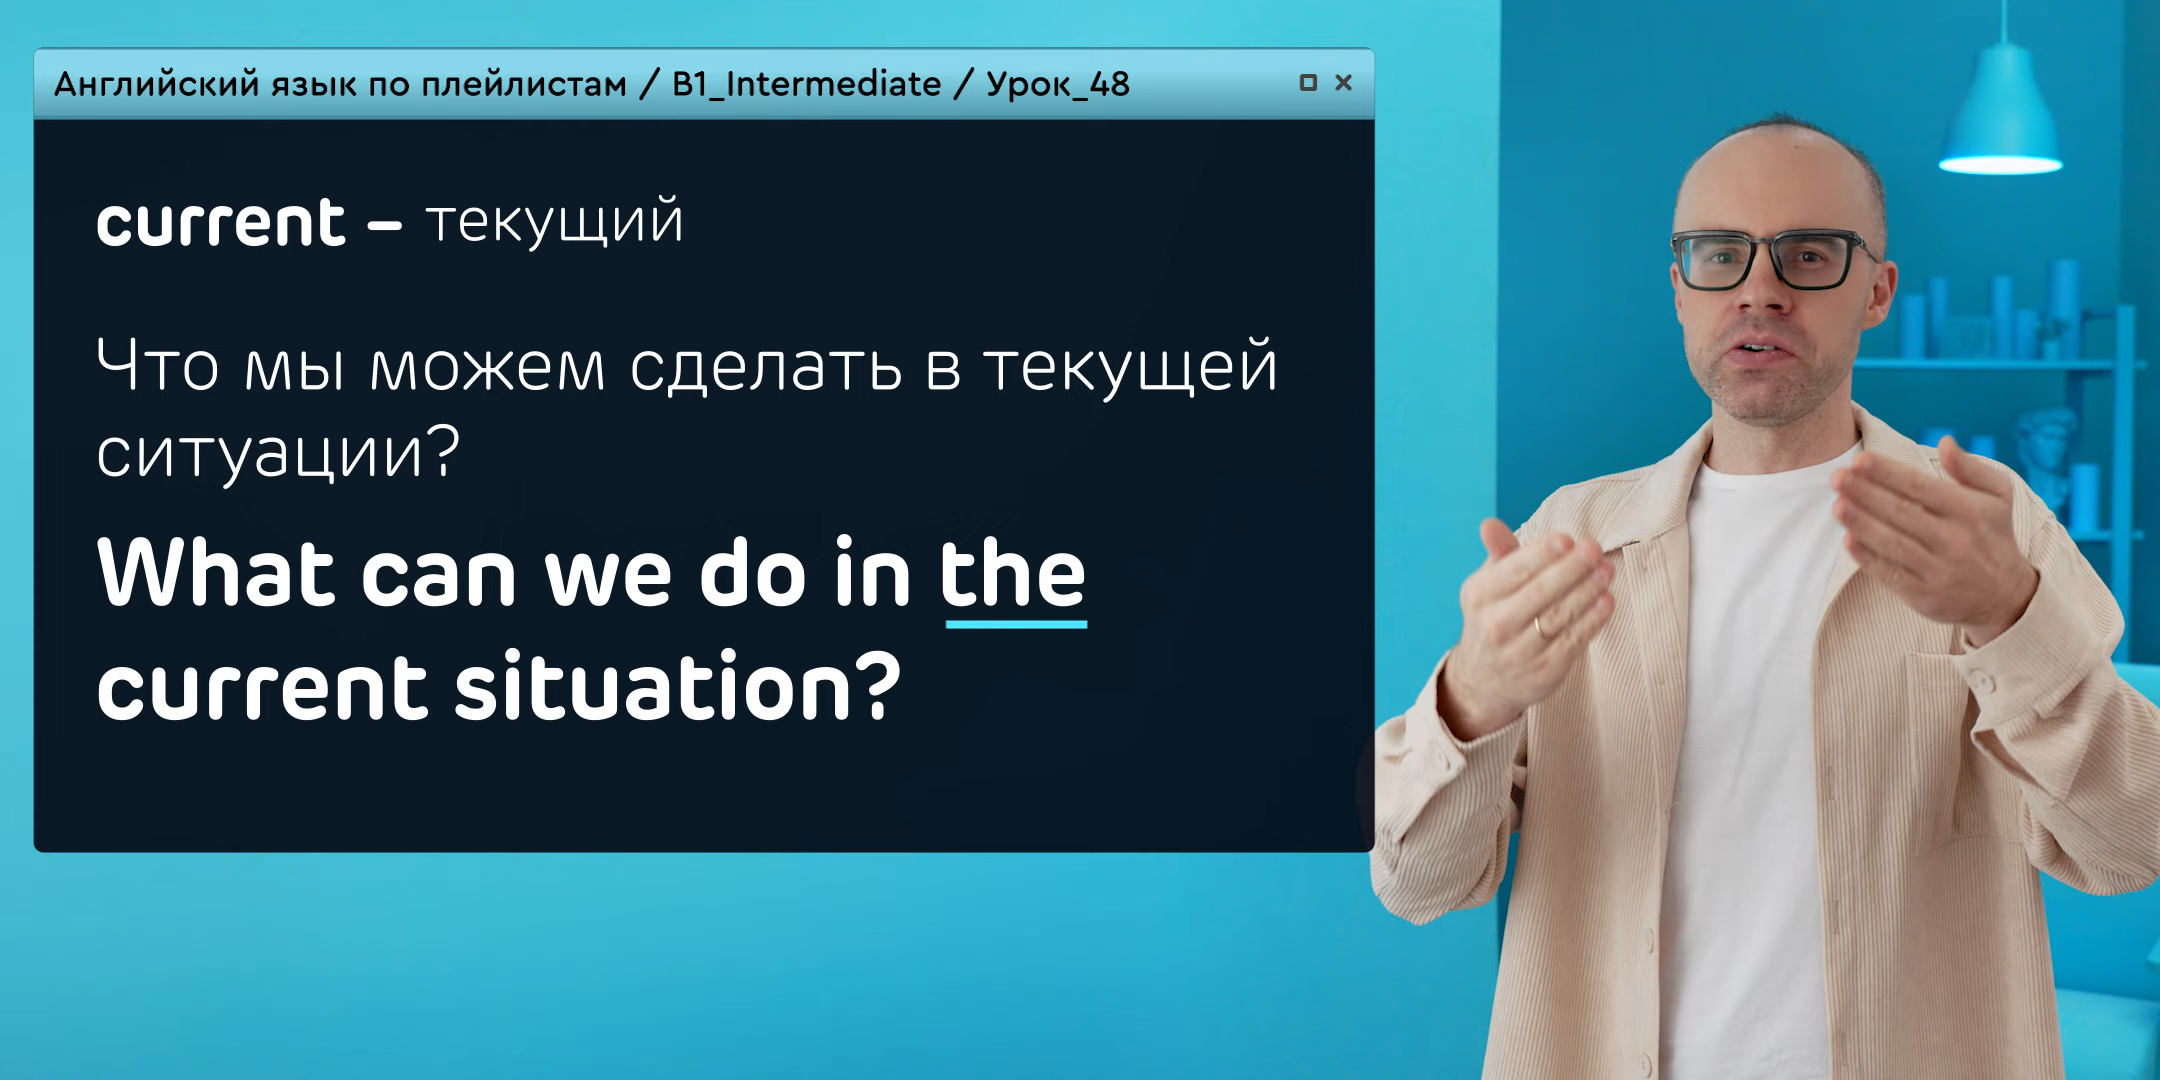 Английский язык по плейлистам / B1_Intermediate / Урок_48
current – текущий
Что мы можем сделать в текущей
ситуации?
What can we do in the
current situation?